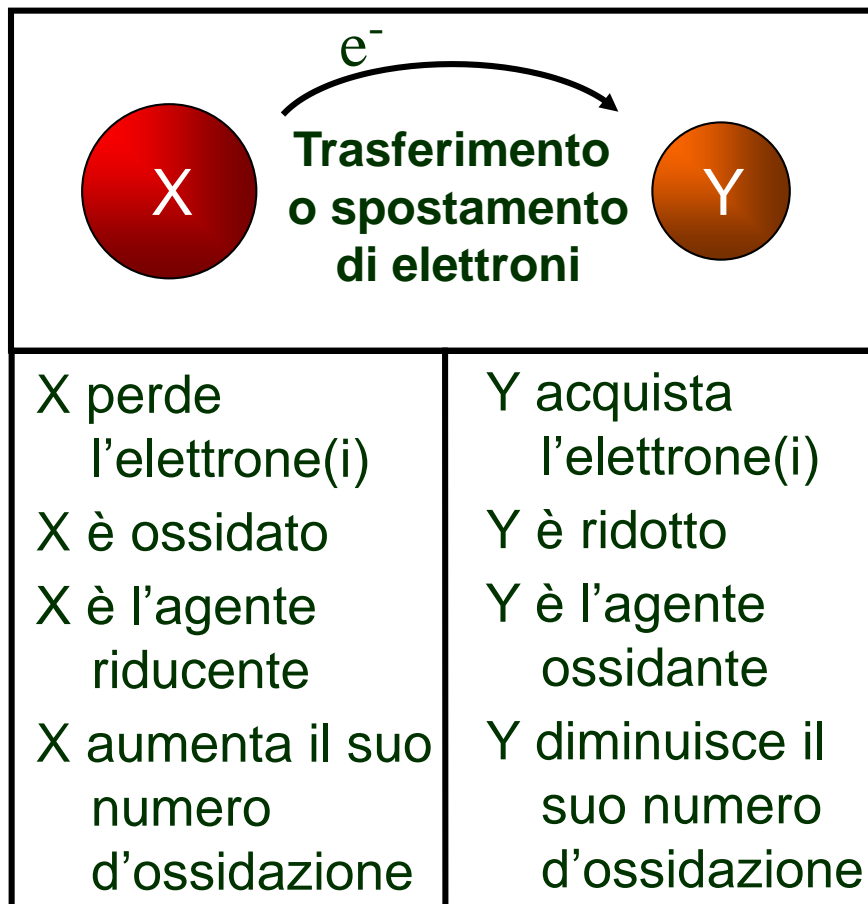 e⁻
X
Trasferimento
o spostamento
di elettroni
Y
X perde
l'elettrone(i)
X è ossidato
X è l'agente
riducente
X aumenta il suo
numero
d'ossidazione
Y acquista
l'elettrone(i)
Y è ridotto
Y è l'agente
ossidante
Y diminuisce il
suo numero
d'ossidazione